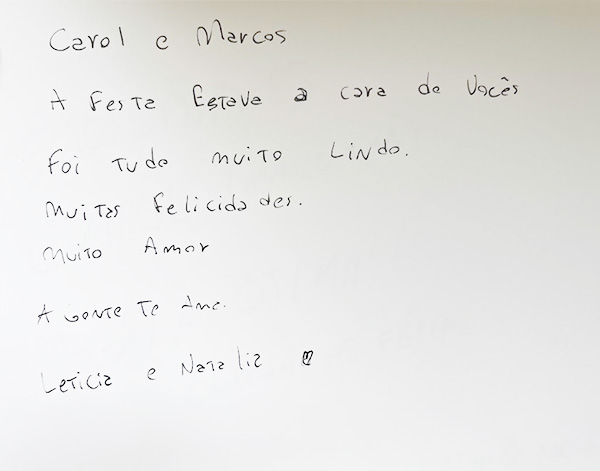 Carol e Marcos
A Festa Estava a cara de Vocês
Foi Tudo muito Lindo.
Muitas Felicidades.
Muito Amor
A Gente Te Ama.
Leticia e Natalia ♡